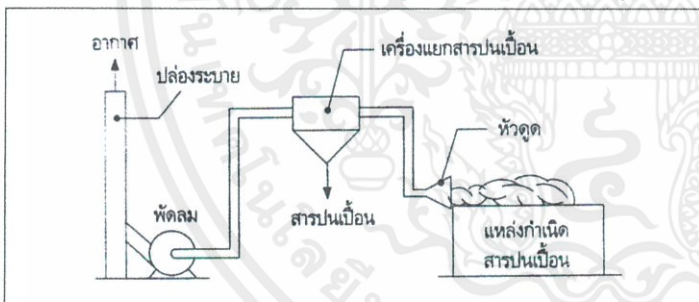 อากาศ
ปล่องระบาย
เครื่องแยกสารปนเปื้อน
หัวดูด
พัดลม
สารปนเปื้อน
แหล่งกำเนิด
สารปนเปื้อน